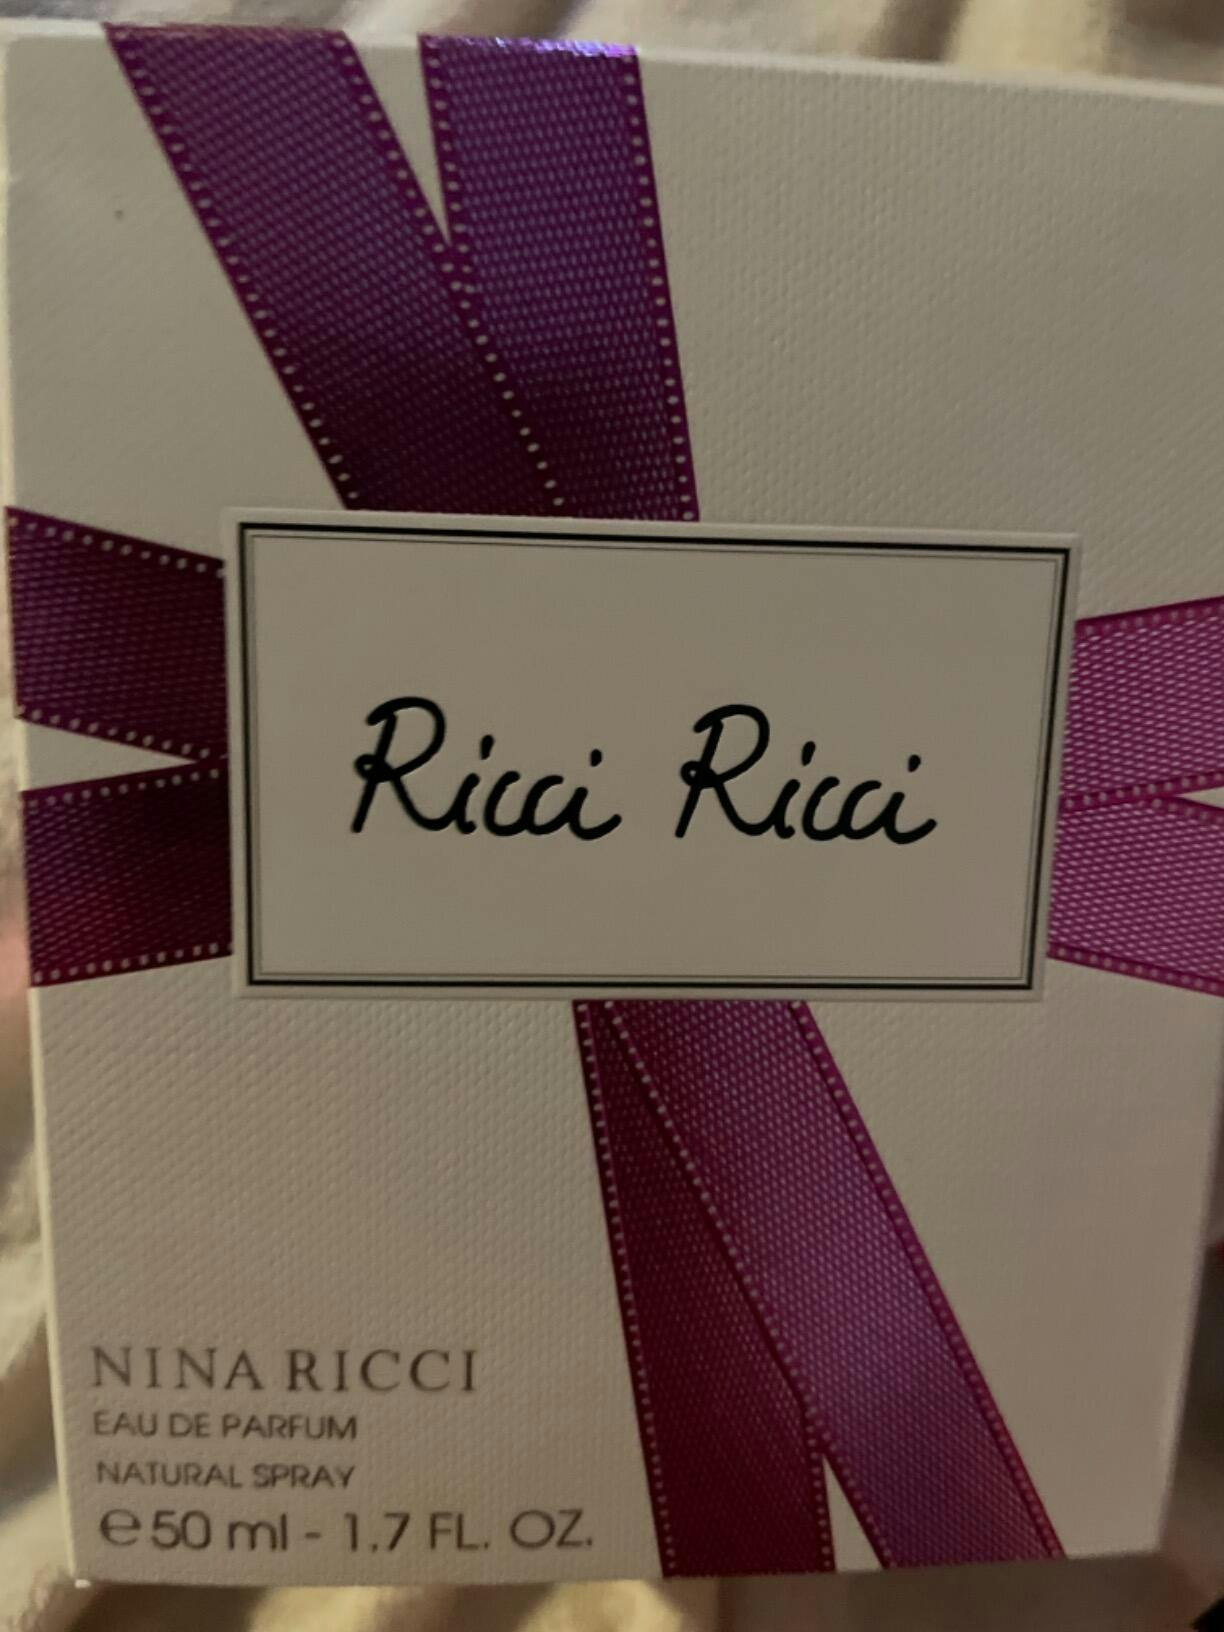 Ricci Ricci
NINA RICCI
EAU DE PARFUM
NATURAL SPRAY
℮50 ml - 1.7 FL. OZ.